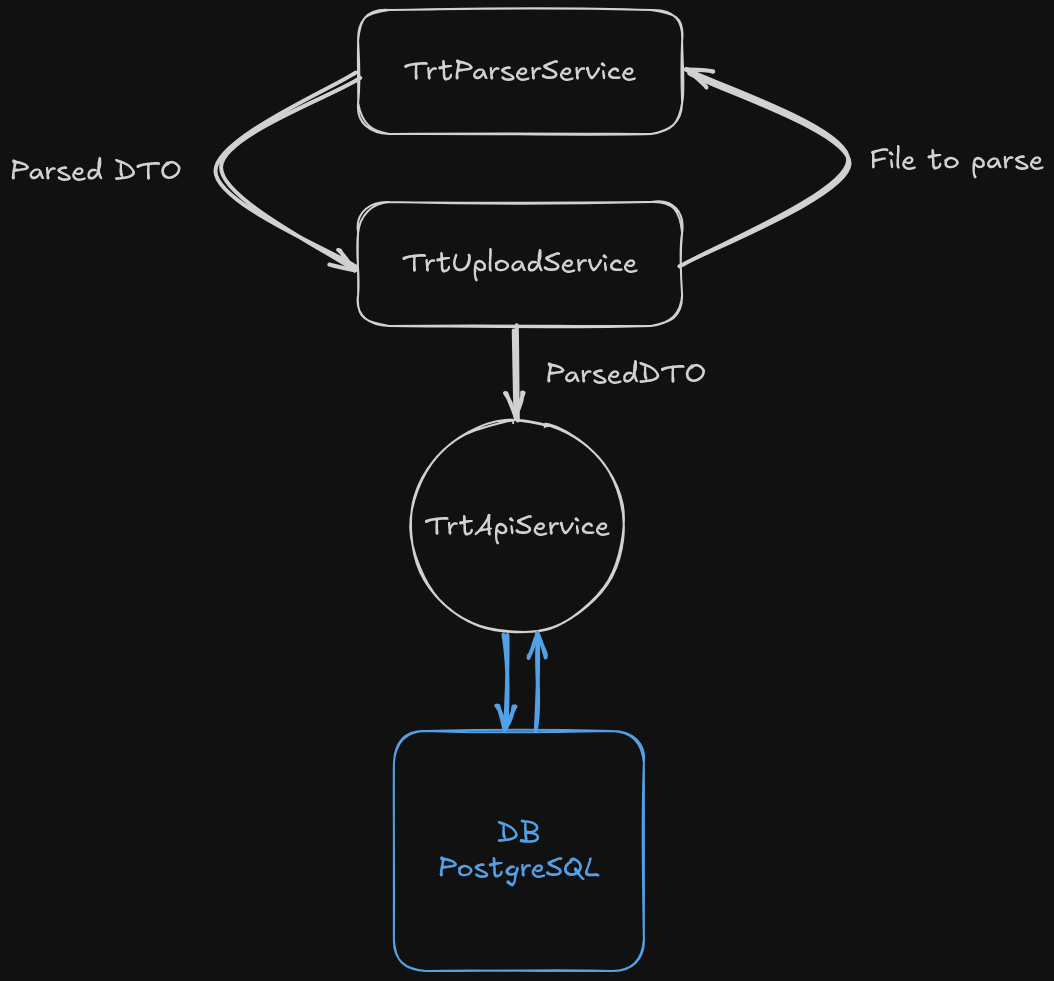 TrtParserService
Parsed DTO
File to parse
TrtUploadService
ParsedDTO
TrtApiService
DB
PostgreSQL